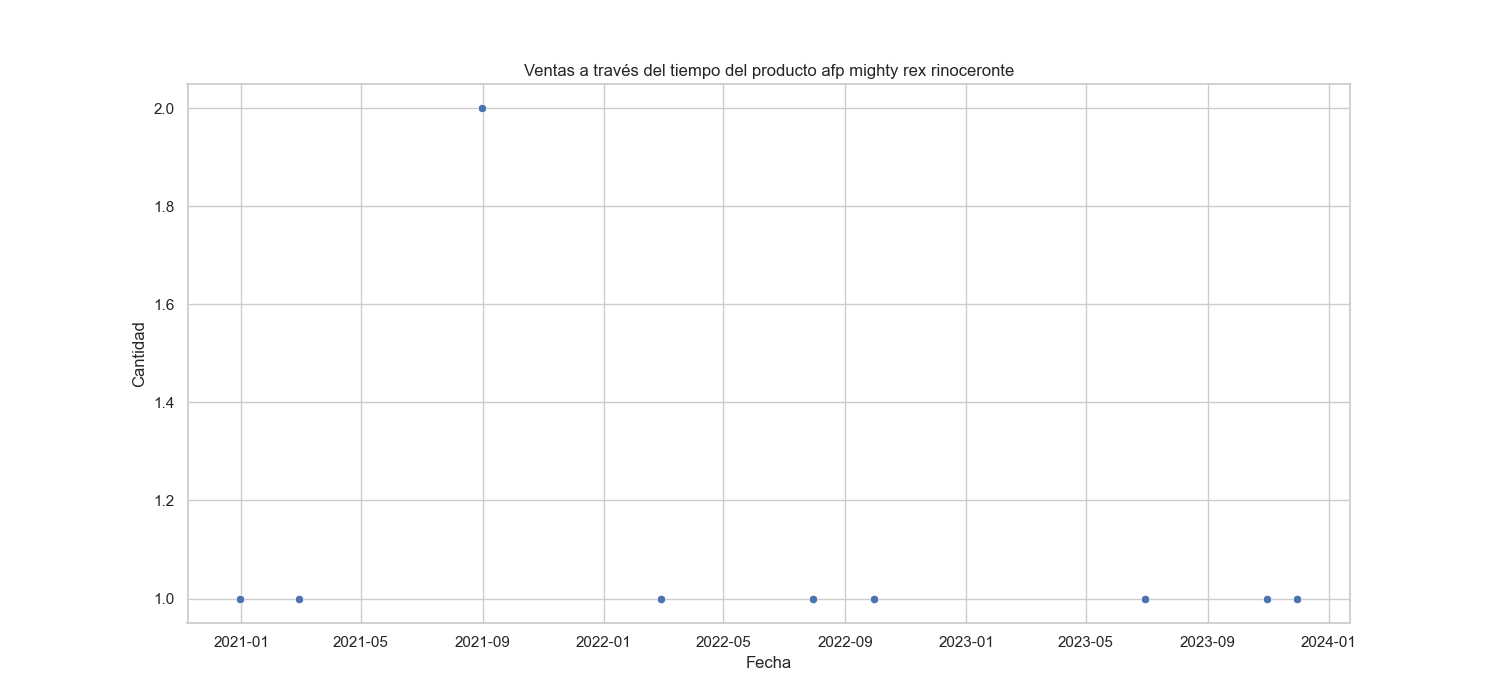 Ventas a través del tiempo del producto afp mighty rex rinoceronte
2.0
1.8
1.6
1.4
1.2
1.0
Cantidad
2021-01 2021-05 2021-09 2022-01 2022-05 2022-09 2023-01 2023-05 2023-09 2024-01
Fecha